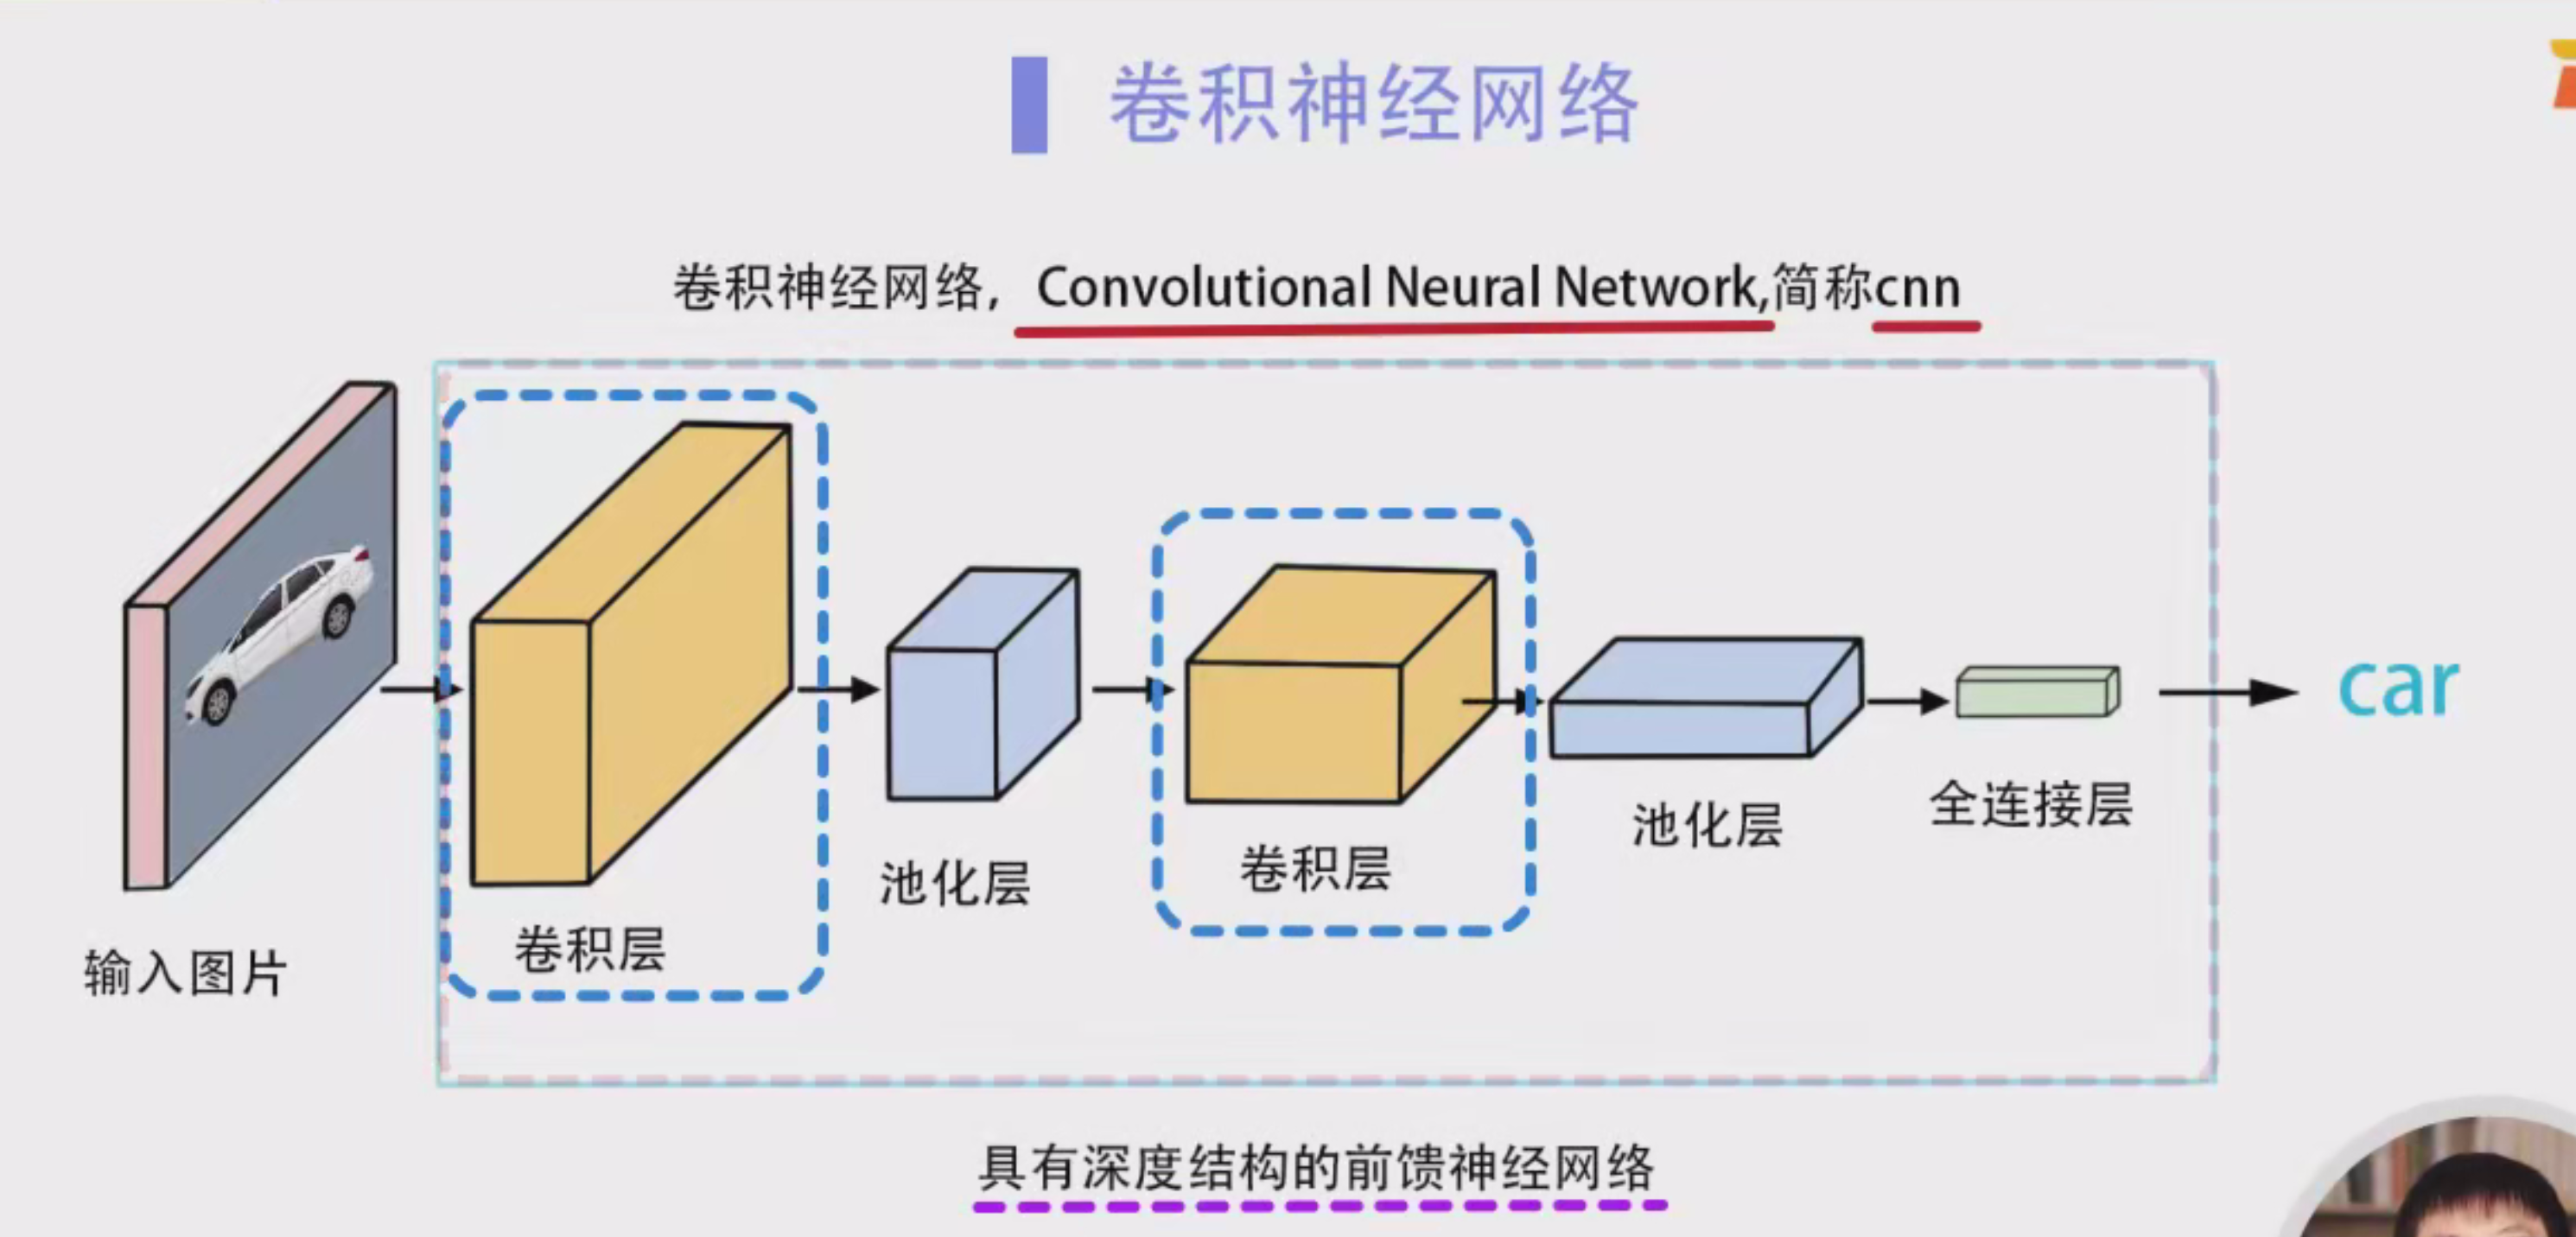 卷积神经网络
卷积神经网络，Convolutional Neural Network,简称cnn
输入图片
卷积层
池化层
卷积层
池化层
全连接层
car
具有深度结构的前馈神经网络